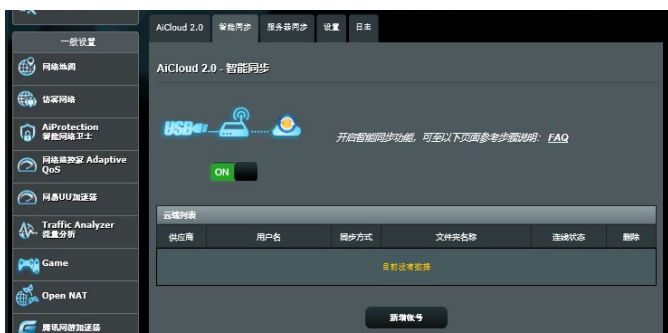 一般设置
网络地图
访客网络
AiProtection
智能网络卫士
网络监控家 Adaptive
QoS
网易UU加速器
Traffic Analyzer
流量分析
Game
Open NAT
腾讯网游加速器
AiCloud 2.0 智能同步 服务器同步 设置 日志
AiCloud 2.0 - 智能同步
USB
开启智能同步功能，可至以下页面参考步骤说明： FAQ
ON
云端列表
供应商 用户名 同步方式 文件夹名称 连线状态 删除
目前没有数据
新增帐号